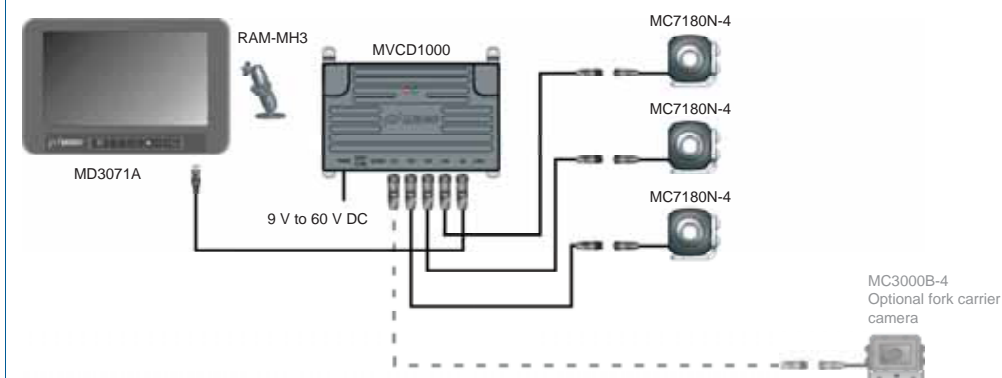 MC7180N-4
RAM-MH3
MVCD1000
MC7180N-4
MD3071A
MC7180N-4
9 V to 60 V DC
MC3000B-4
Optional fork carrier
camera